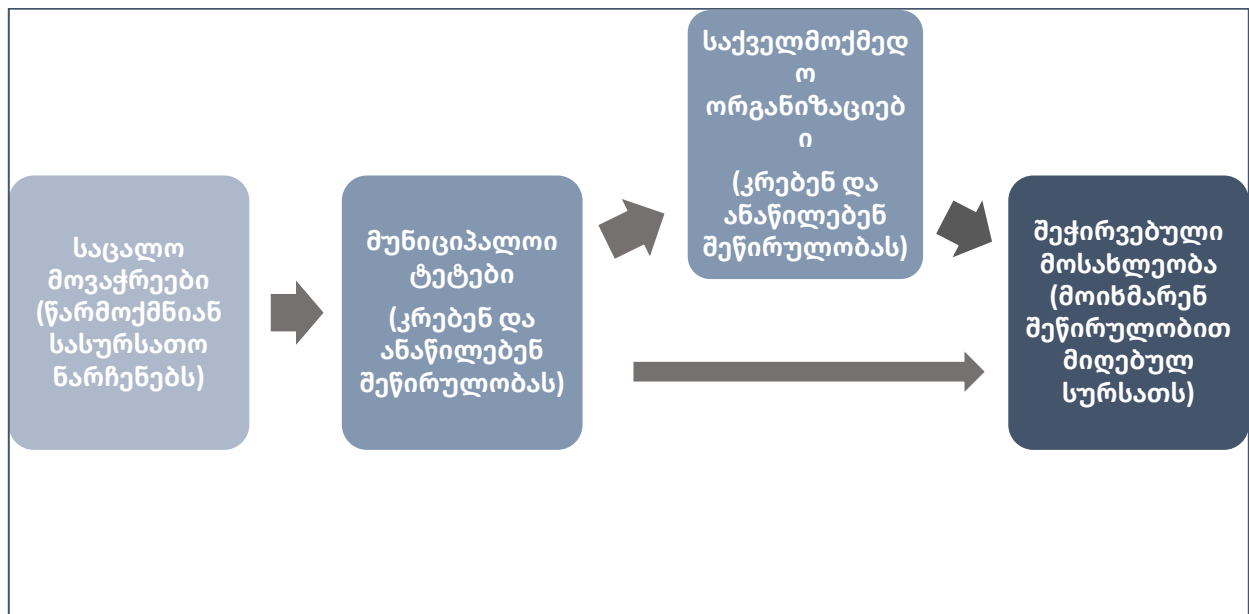 საცალო
მოვაჭრეები
(წარმოქმნიან
სასურსათო
ნარჩენებს)
მუნიციპალოი
ტეტები
(კრებენ და
ანაწილებენ
შეწირულობას)
საქველმოქმედ
ო
ორგანიზაციებ
ი
(კრებენ და
ანაწილებენ
შეწირულობას)
შეჭირვებული
მოსახლეობა
(მოიხმარენ
შეწირულობით
მიღებულ
სურსათს)